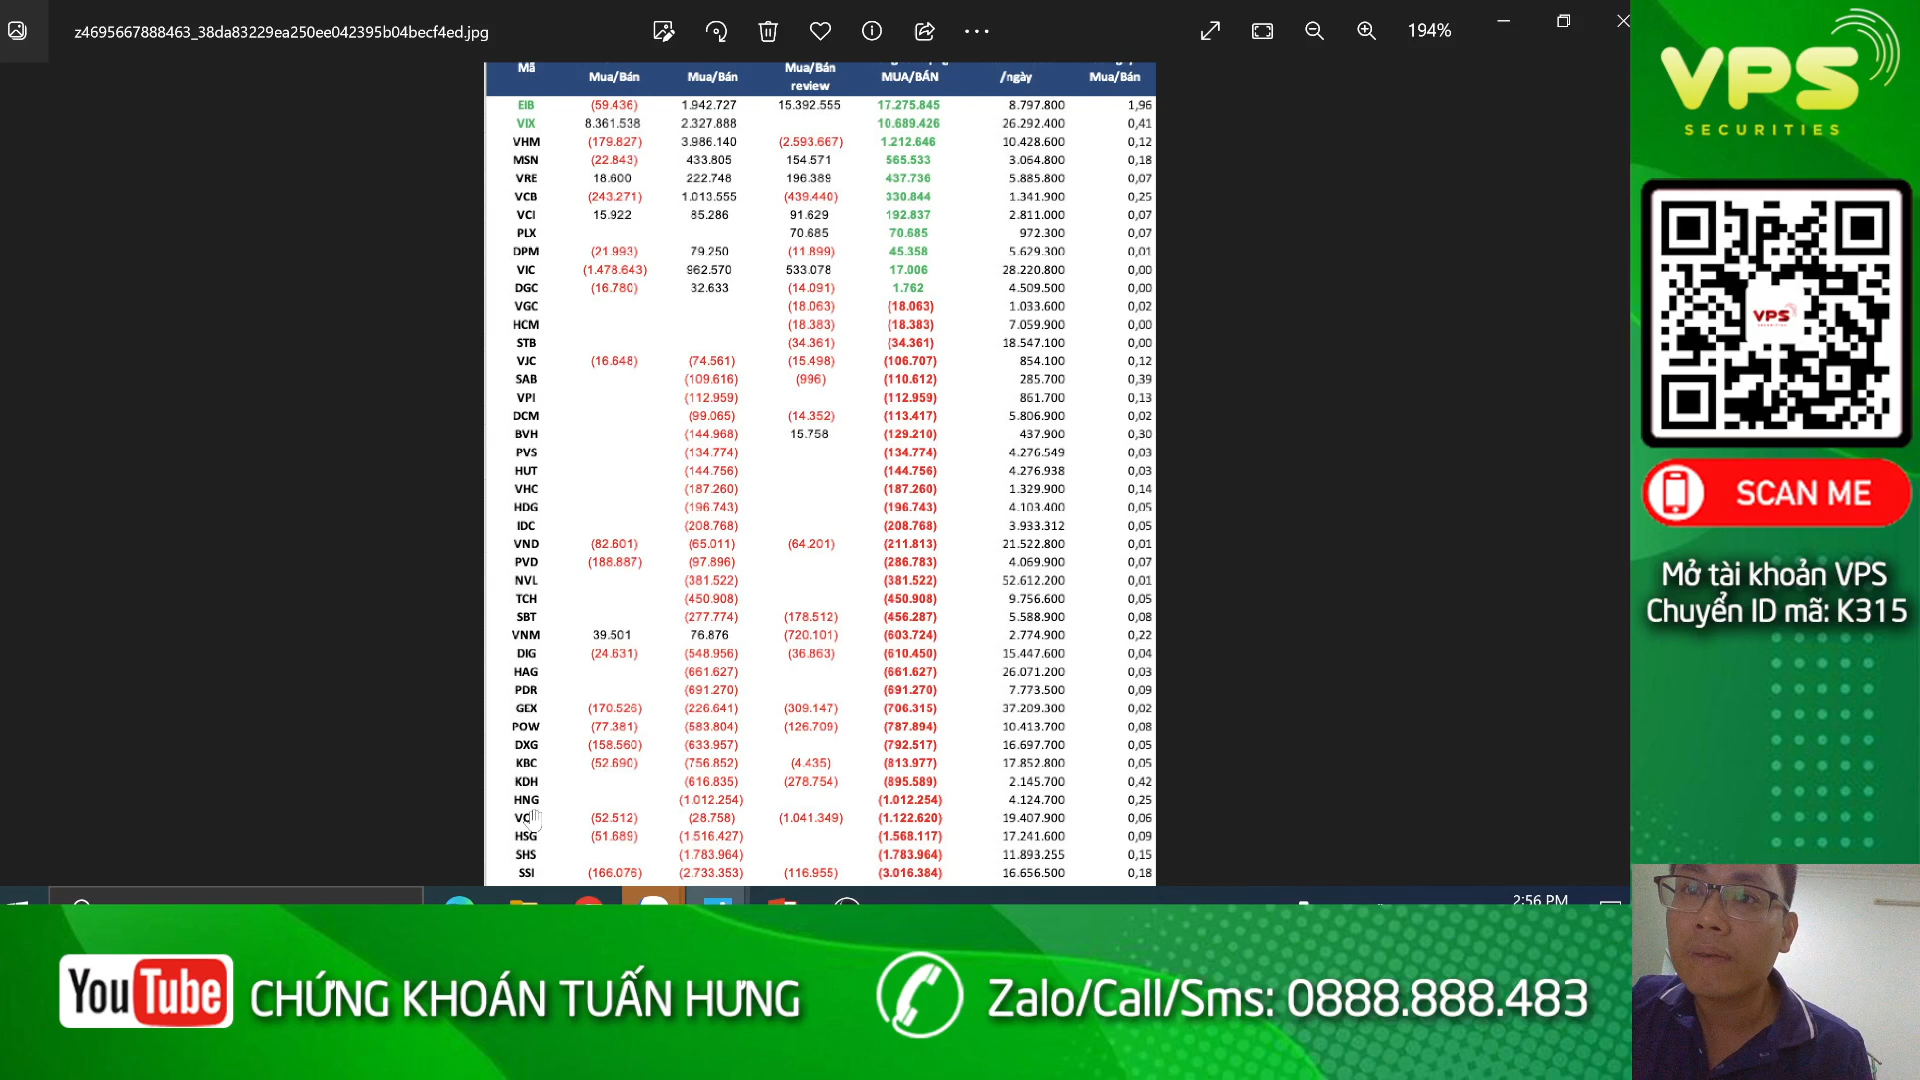 z4695667888463_38da83229ea250ee042395b04becf4ed.jpg
194%
Mã Mua/Bán Mua/Bán Mua/Bán review MUA/BÁN /ngày Mua/Bán
EIB (59.436) 1.942.727 15.392.555 17.275.845 8.797.800 1,96
VIX 8.361.538 2.327.888 10.689.426 26.292.400 0,41
VHM (179.827) 3.986.140 (2.593.667) 1.212.646 10.428.600 0,12
MSN (22.843) 433.805 154.571 565.533 3.064.800 0,18
VRE 18.600 222.748 196.389 437.736 5.885.800 0,07
VCB (243.271) 1.013.555 (439.440) 330.844 1.341.900 0,25
VCI 15.922 85.286 91.629 192.837 2.811.000 0,07
PLX 70.685 70.685 972.300 0,07
DPM (21.993) 79.250 (11.899) 45.358 5.629.300 0,01
VIC (1.478.643) 962.570 533.078 17.006 28.220.800 0,00
DGC (16.780) 32.633 (14.091) 1.762 4.509.500 0,00
VGC (18.063) (18.063) 1.033.600 0,02
HCM (18.383) (18.383) 7.059.900 0,00
STB (34.361) (34.361) 18.547.100 0,00
VJC (16.648) (74.561) (15.498) (106.707) 854.100 0,12
SAB (109.616) (996) (110.612) 285.700 0,39
VPI (112.959) (112.959) 861.700 0,13
DCM (99.065) (14.352) (113.417) 5.806.900 0,02
BVH (144.968) 15.758 (129.210) 437.900 0,30
PVS (134.774) (134.774) 4.276.549 0,03
HUT (144.756) (144.756) 4.276.938 0,03
VHC (187.260) (187.260) 1.329.900 0,14
HDG (196.743) (196.743) 4.103.400 0,05
IDC (208.768) (208.768) 3.933.312 0,05
VND (82.601) (65.011) (64.201) (211.813) 21.522.800 0,01
PVD (188.887) (97.896) (286.783) 4.069.900 0,07
NVL (381.522) (381.522) 52.612.200 0,01
TCH (450.908) (450.908) 9.756.600 0,05
SBT (277.774) (178.512) (456.287) 5.588.900 0,08
VNM 39.501 76.876 (720.101) (603.724) 2.774.900 0,22
DIG (24.631) (548.956) (36.863) (610.450) 15.447.600 0,04
HAG (661.627) (661.627) 26.071.200 0,03
PDR (691.270) (691.270) 7.773.500 0,09
GEX (170.526) (226.641) (309.147) (706.315) 37.209.300 0,02
POW (77.381) (583.804) (126.709) (787.894) 10.413.700 0,08
DXG (158.560) (633.957) (792.517) 16.697.700 0,05
KBC (52.690) (756.852) (4.435) (813.977) 17.852.800 0,05
KDH (616.835) (278.754) (895.589) 2.145.700 0,42
HNG (1.012.254) (1.012.254) 4.124.700 0,25
(52.512) (28.758) (1.041.349) (1.122.620) 19.407.900 0,06
HSG (51.689) (1.516.427) (1.568.117) 17.241.600 0,09
SHS (1.783.964) (1.783.964) 11.893.255 0,15
SSI (166.076) (2.733.353) (116.955) (3.016.384) 16.656.500 0,18
2:56 PM
VPS
SECURITIES
VPS
SCAN ME
Mở tài khoản VPS
Chuyển ID mã: K315
YouTube CHỨNG KHOÁN TUẤN HƯNG
Zalo/Call/Sms: 0888.888.483